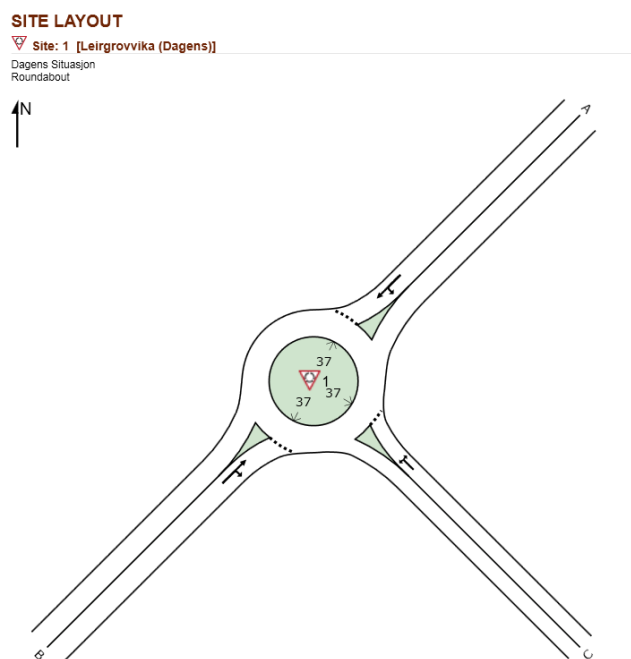 SITE LAYOUT
Site: 1 [Leirgrovvika (Dagens)]
Dagens Situasjon
Roundabout
N
A
37
1
37
37
B
C